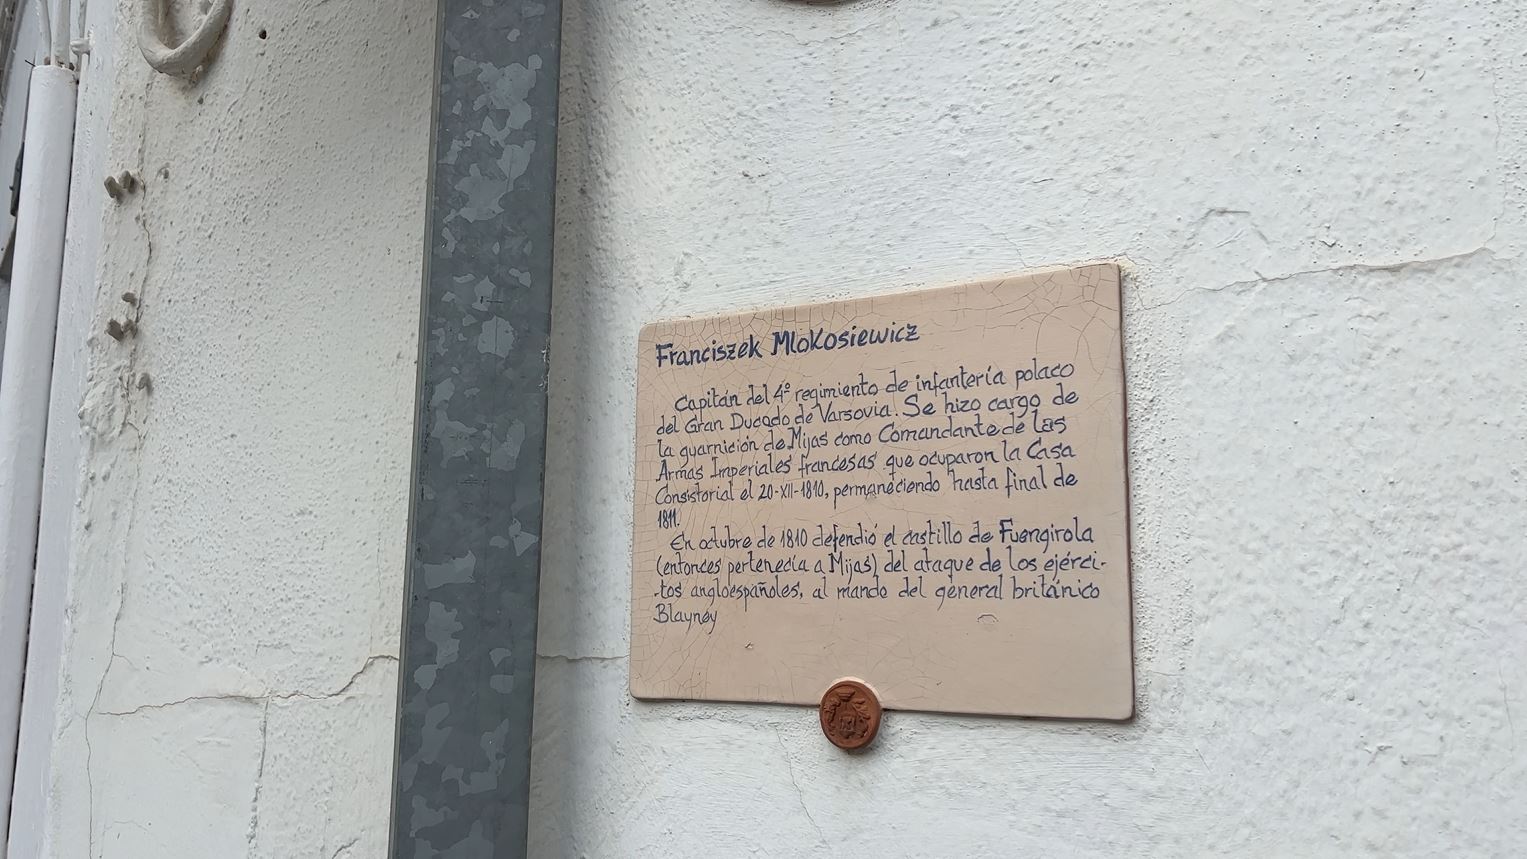 Franciszek Mlokosiewicz
Capitán del 4º regimiento de infantería polaco
del Gran Ducado de Varsovia. Se hizo cargo de
la guarnición de Mijas como Comandante de las
Armas Imperiales francesas que ocuparon la Casa
Consistorial el 20-XII-1810, permaneciendo hasta final de
1811.
En octubre de 1810 defendió el castillo de Fuengirola
(entonces pertenecía a Mijas) del ataque de los ejérci-
-tos angloespañoles, al mando del general británico
Blayney